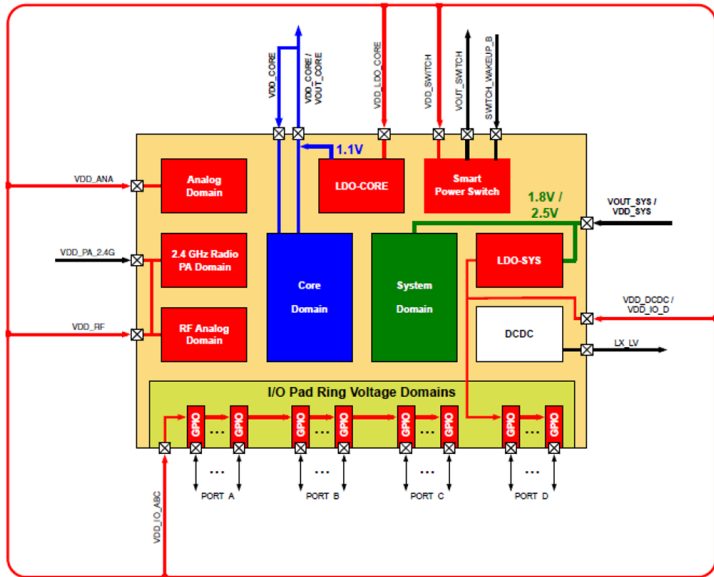 VDD_CORE
VDD_CORE /
VOUT_CORE
VDD_LDO_CORE
VDD_SWITCH
VOUT_SWITCH
SWITCH_WAKEUP_B
1.1V
VDD_ANA
Analog
Domain
LDO-CORE
Smart
Power Switch
1.8V /
2.5V
VOUT_SYS /
VDD_SYS
VDD_PA_2.4G
2.4 GHz Radio
PA Domain
Core
Domain
System
Domain
LDO-SYS
VDD_RF
RF Analog
Domain
DCDC
VDD_DCDC /
VDD_IO_D
LX_LV
I/O Pad Ring Voltage Domains
GPIO
...
GPIO
GPIO
...
GPIO
GPIO
...
GPIO
GPIO
...
GPIO
...
...
...
...
PORT A
PORT B
PORT C
PORT D
VDD_IO_ABC